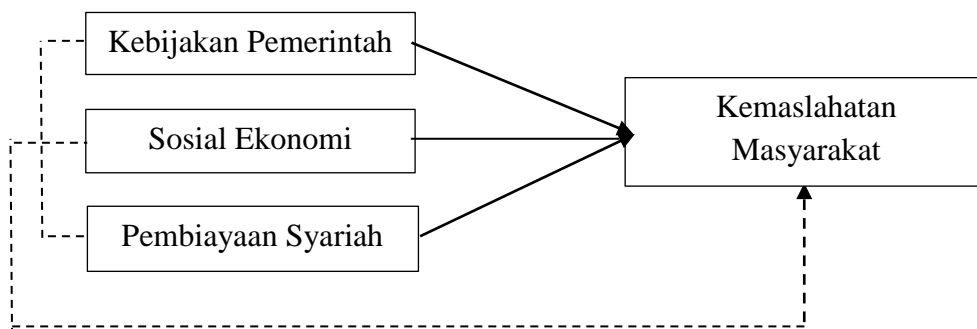 Kebijakan Pemerintah
Sosial Ekonomi
Pembiayaan Syariah
Kemaslahatan
Masyarakat